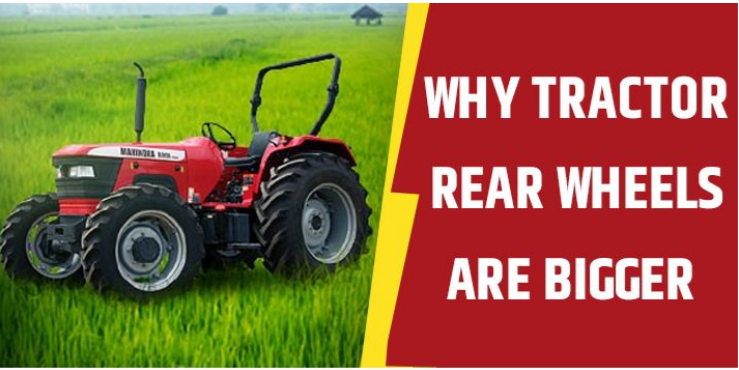 MAHINDRA
WHY TRACTOR
REAR WHEELS
ARE BIGGER